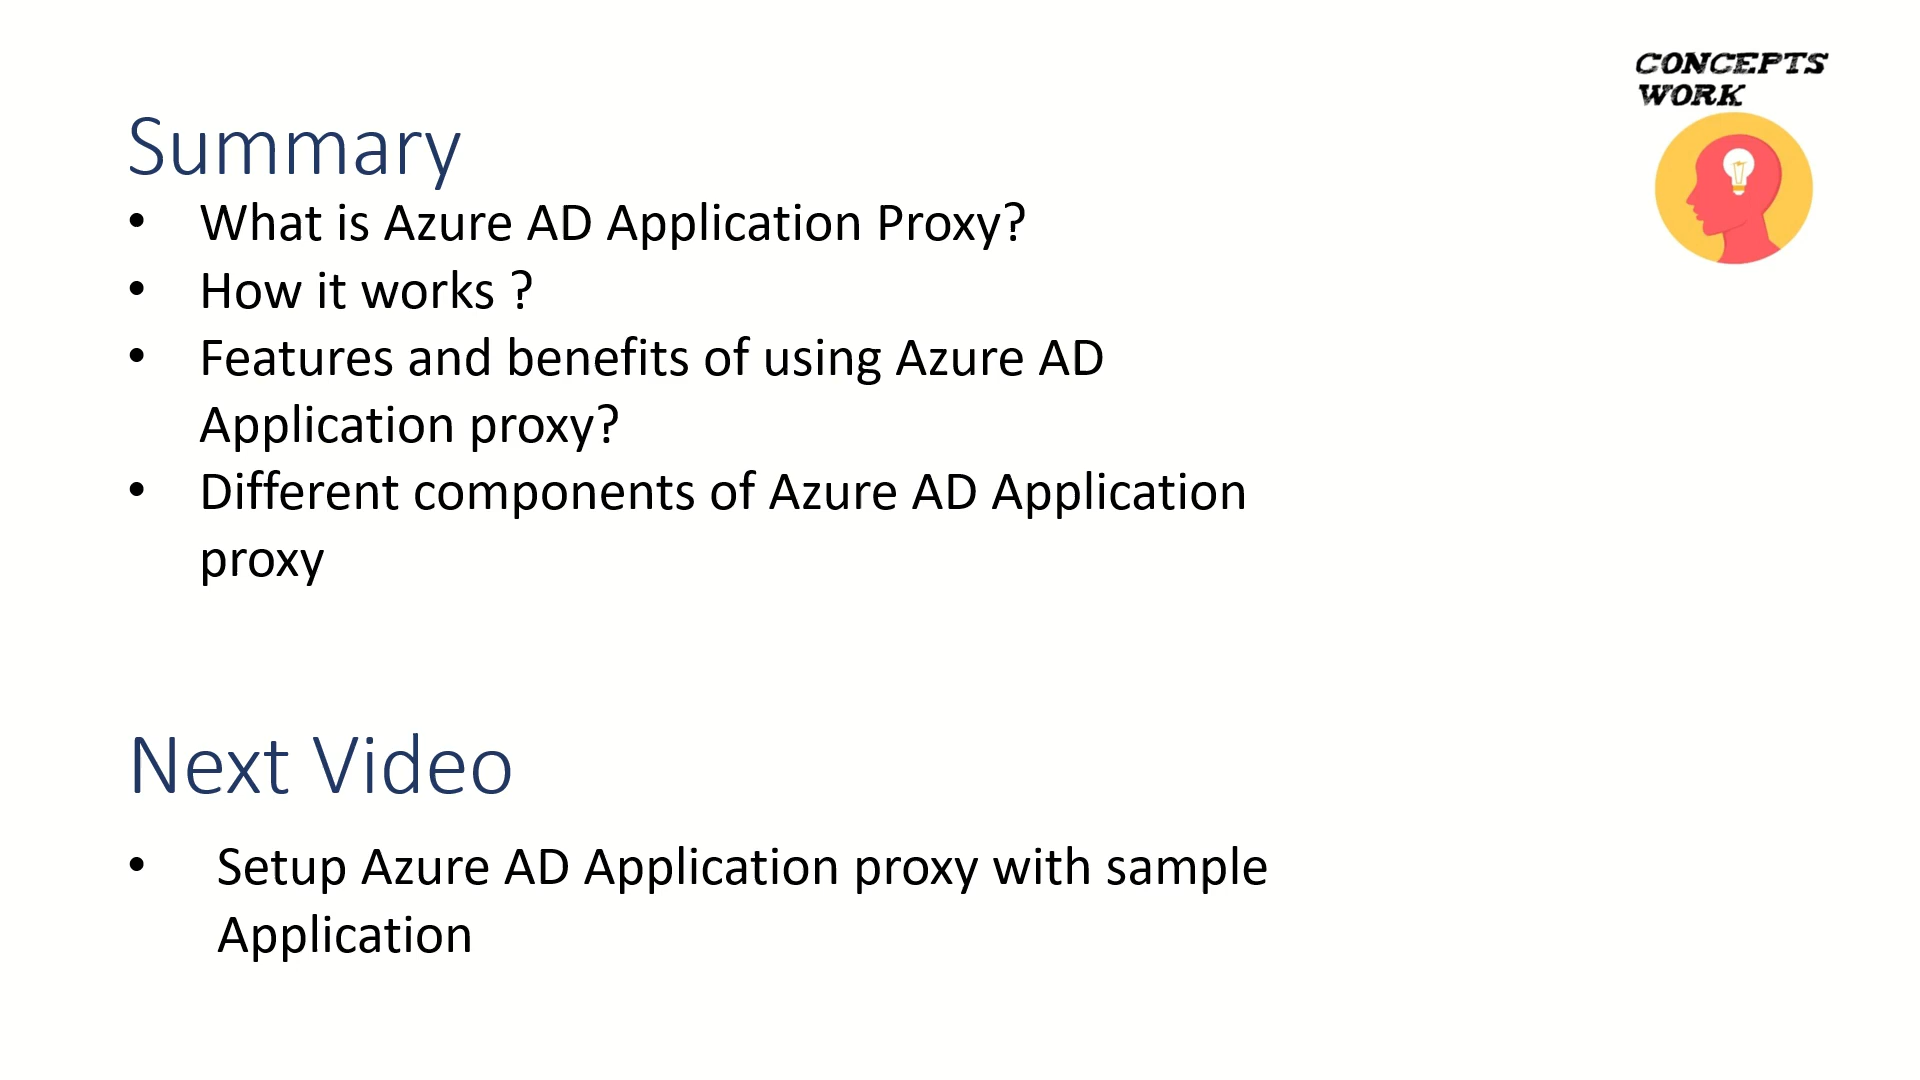 CONCEPTS
WORK
Summary
• What is Azure AD Application Proxy?
• How it works ?
• Features and benefits of using Azure AD
Application proxy?
• Different components of Azure AD Application
proxy
Next Video
• Setup Azure AD Application proxy with sample
Application